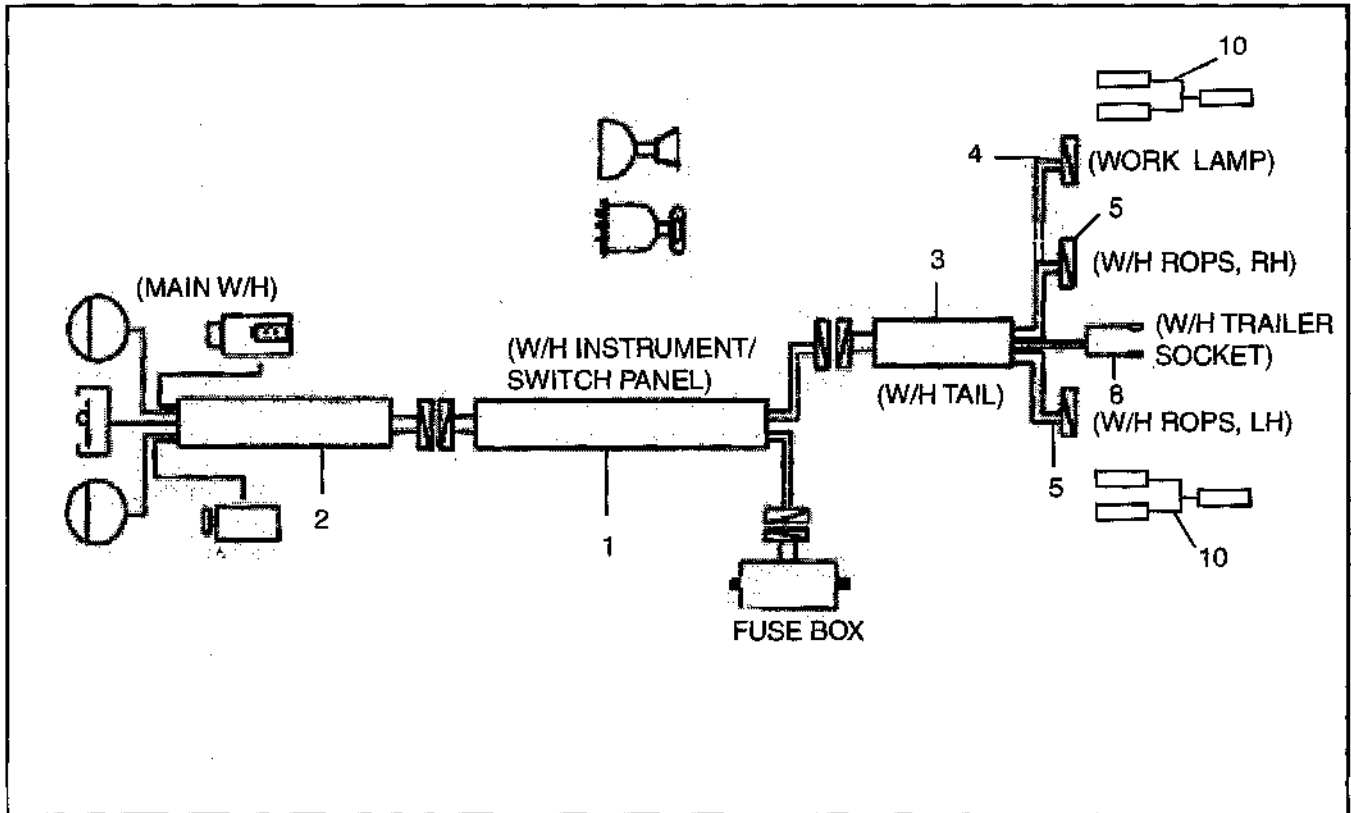 10
4
(WORK LAMP)
5
(W/H ROPS, RH)
3
(MAIN W/H)
(W/H TRAILER
SOCKET)
(W/H INSTRUMENT/
SWITCH PANEL)
(W/H TAIL)
8
(W/H ROPS, LH)
5
2
1
10
FUSE BOX